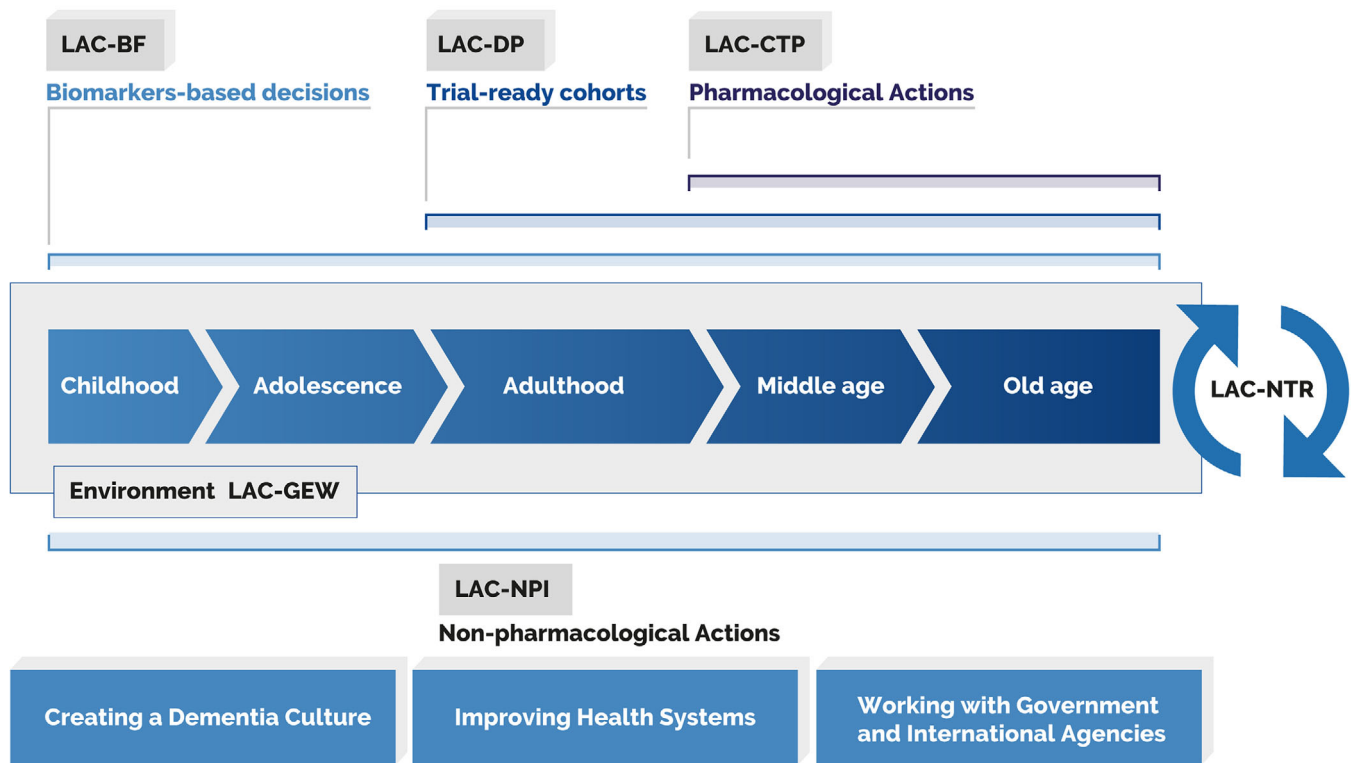 LAC-BF
LAC-DP
LAC-CTP
Biomarkers-based decisions
Trial-ready cohorts
Pharmacological Actions
Childhood
Adolescence
Adulthood
Middle age
Old age
LAC-NTR
Environment LAC-GEW
LAC-NPI
Non-pharmacological Actions
Creating a Dementia Culture
Improving Health Systems
Working with Government
and International Agencies